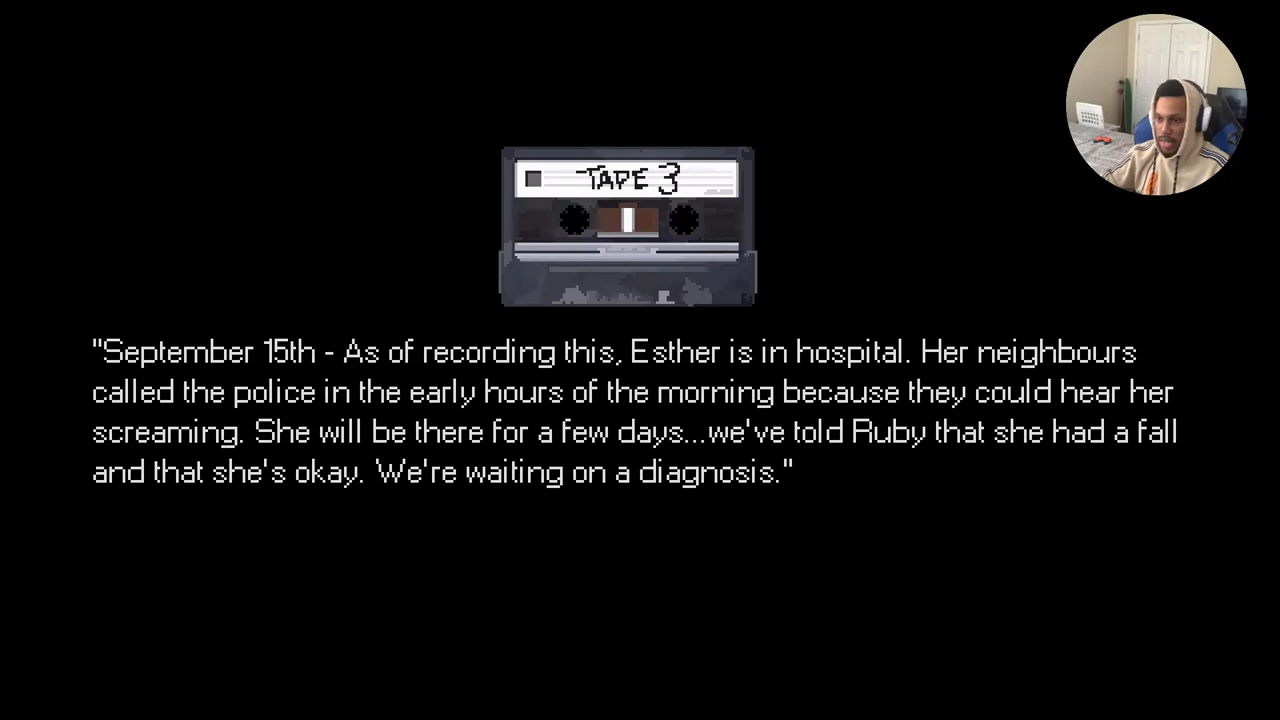 TAPE 3
"September 15th - As of recording this, Esther is in hospital. Her neighbours
called the police in the early hours of the morning because they could hear her
screaming. She will be there for a few days...we've told Ruby that she had a fall
and that she's okay. We're waiting on a diagnosis."